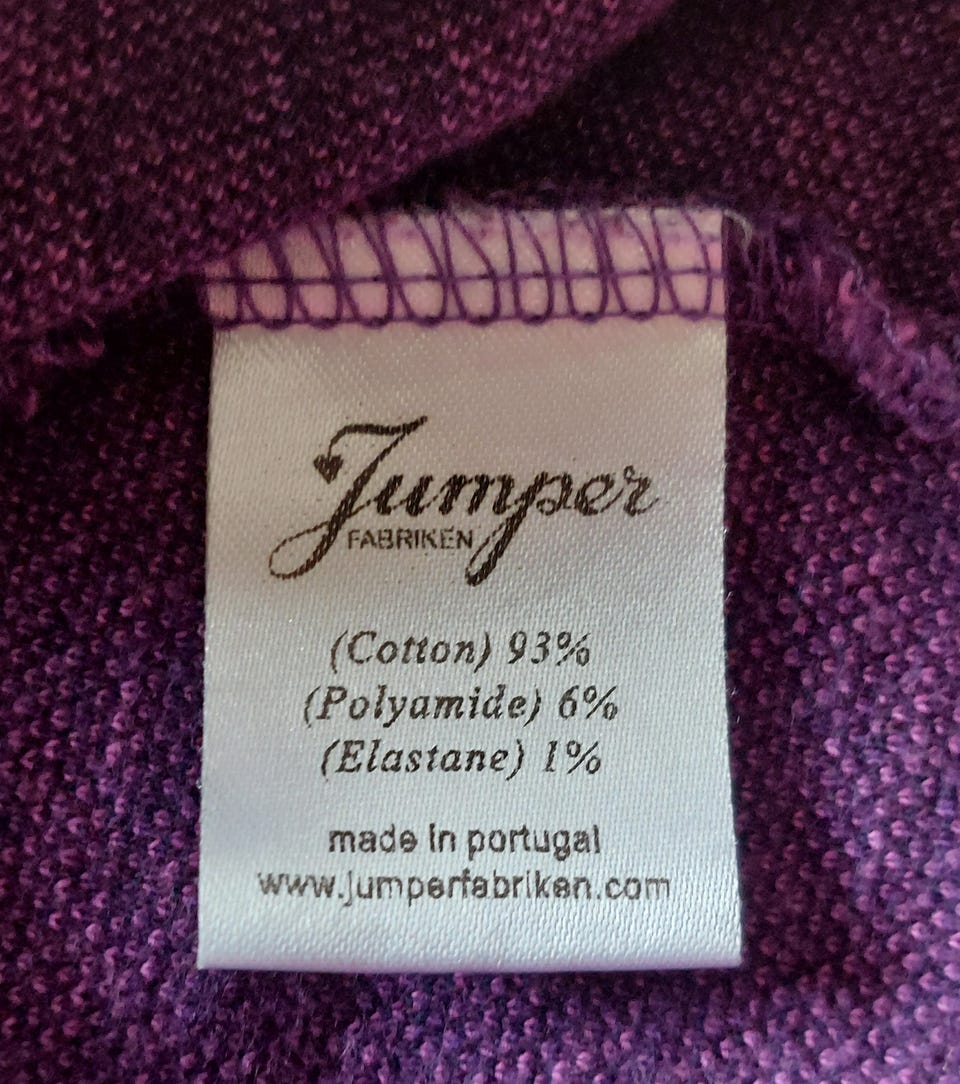 Jumper
FABRIKEN
(Cotton) 93%
(Polyamide) 6%
(Elastane) 1%
made in portugal
www.jumperfabriken.com